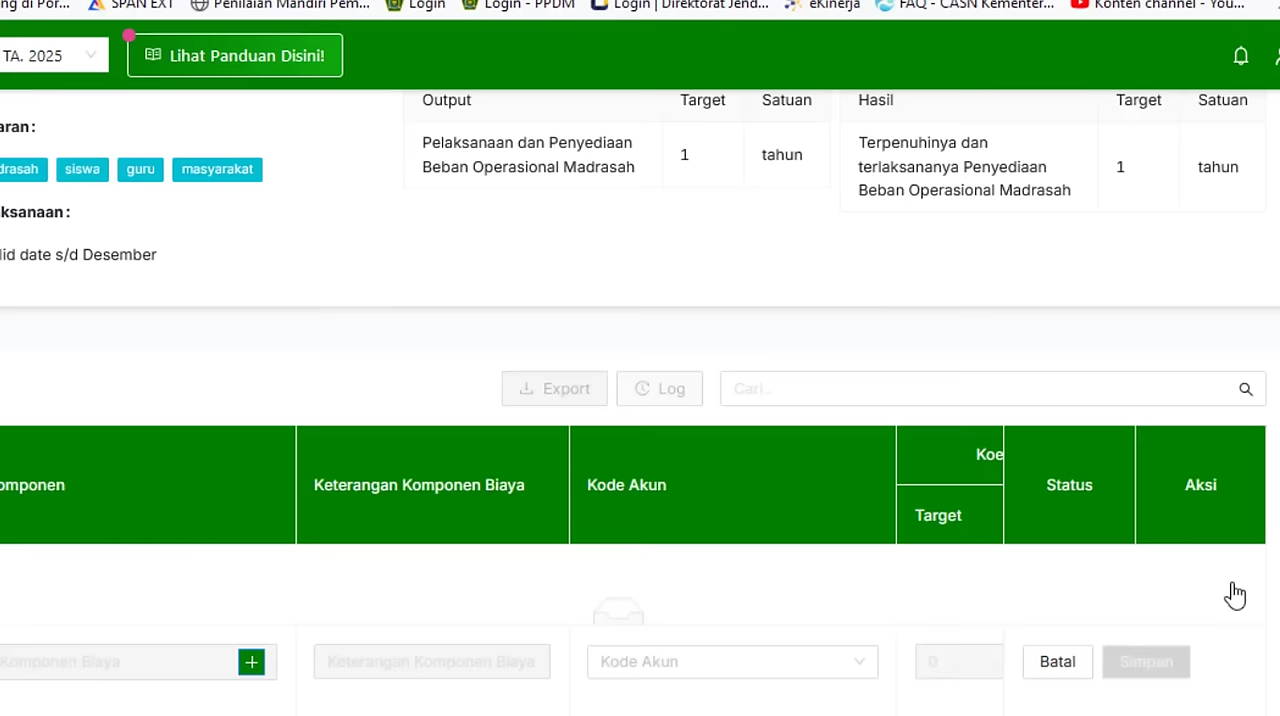 ng di Por...
SPAN EXT
Penilaian Mandiri Pem...
Login
Login - PPDM
Login | Direktorat Jend...
eKinerja
FAQ - CASN Kementer...
Konten channel - You...
TA. 2025
Lihat Panduan Disini!
Output
Target
Satuan
Hasil
Target
Satuan
aran :
Pelaksanaan dan Penyediaan
Beban Operasional Madrasah
1
tahun
Terpenuhinya dan
terlaksananya Penyediaan
Beban Operasional Madrasah
1
tahun
drasah
siswa
guru
masyarakat
ksanaan :
lid date s/d Desember
Export
Log
Cari...
omponen
Keterangan Komponen Biaya
Kode Akun
Koe
Target
Status
Aksi
Komponen Biaya
+
Keterangan Komponen Biaya
Kode Akun
0
Batal
Simpan